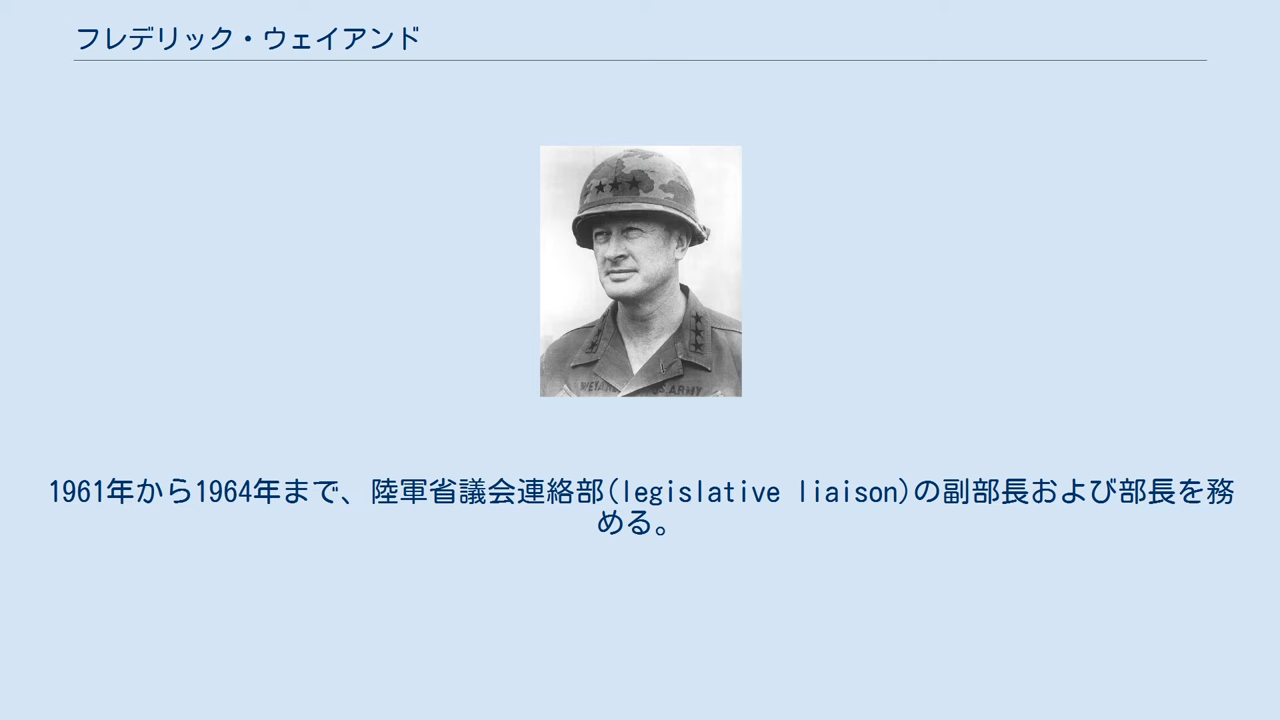 フレデリック・ウェイアンド
U.S. ARMY
1961年から1964年まで、陸軍省議会連絡部(legislative liaison)の副部長および部長を務
める。